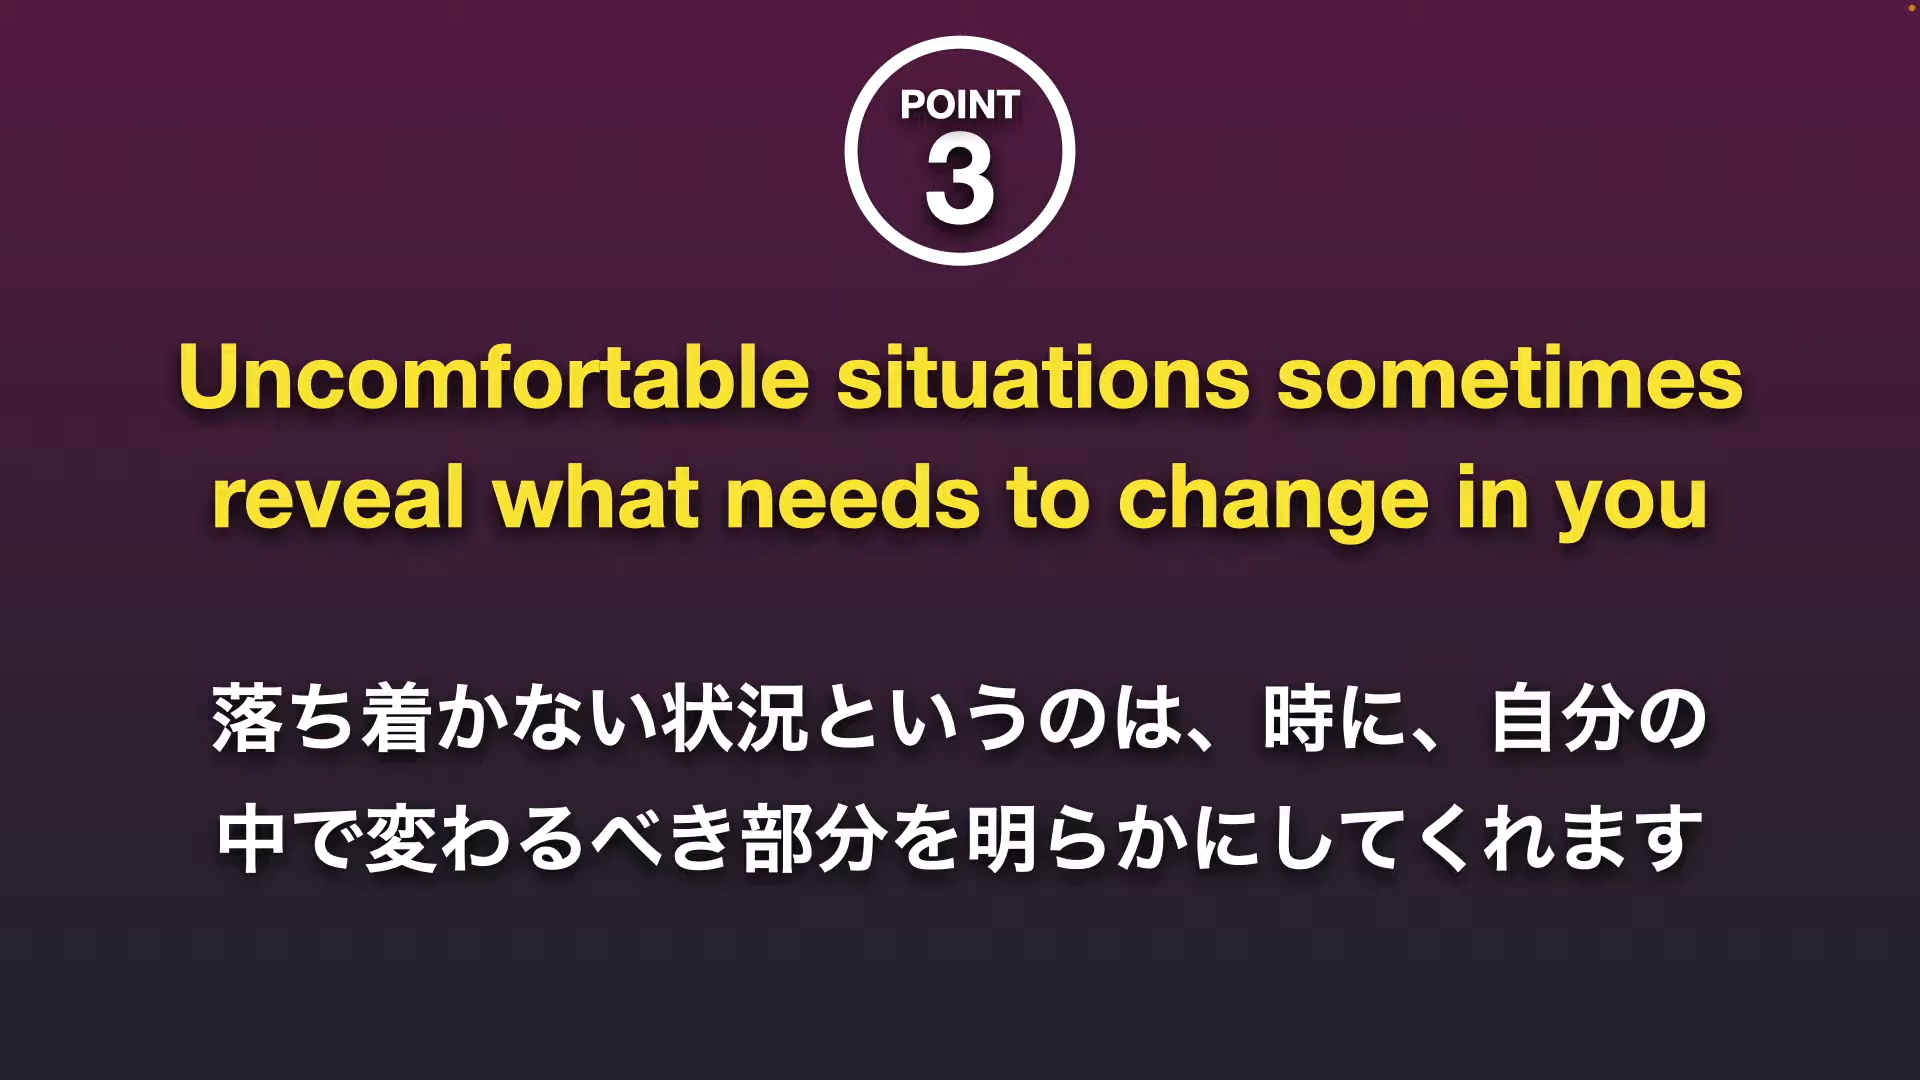 POINT
3
Uncomfortable situations sometimes
reveal what needs to change in you
落ち着かない状況というのは、時に、自分の
中で変わるべき部分を明らかにしてくれます